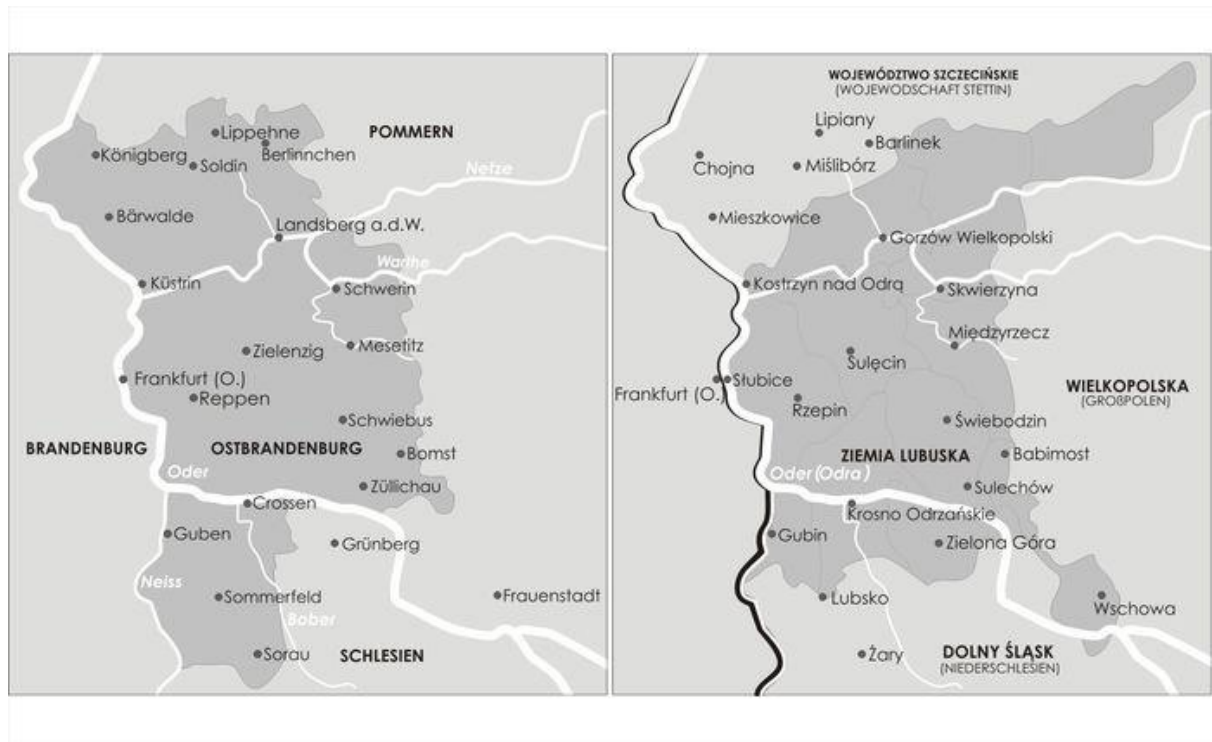 POMMERN
Lippehne
Königberg
Berlinnchen
Soldin
Netze
Bärwalde
Landsberg a.d.W.
Warthe
Küstrin
Schwerin
Zielenzig
Mesetitz
Frankfurt (O.)
Reppen
Schwiebus
BRANDENBURG
OSTBRANDENBURG
Bomst
Oder
Züllichau
Crossen
Guben
Grünberg
Neiss
Sommerfeld
Frauenstadt
Bober
Sorau
SCHLESIEN
WOJEWÓDZTWO SZCZECIŃSKIE
(WOJEWODSCHAFT STETTIN)
Lipiany
Barlinek
Chojna
Miślibórz
Mieszkowice
Gorzów Wielkopolski
Kostrzyn nad Odrą
Skwierzyna
Międzyrzecz
Sulęcin
Słubice
Frankfurt (O.)
Rzepin
WIELKOPOLSKA
(GROßPOLEN)
Świebodzin
ZIEMIA LUBUSKA
Babimost
Oder (Odra)
Sulechów
Krosno Odrzańskie
Gubin
Zielona Góra
Lubsko
Wschowa
Żary
DOLNY ŚLĄSK
(NIEDERSCHLESIEN)